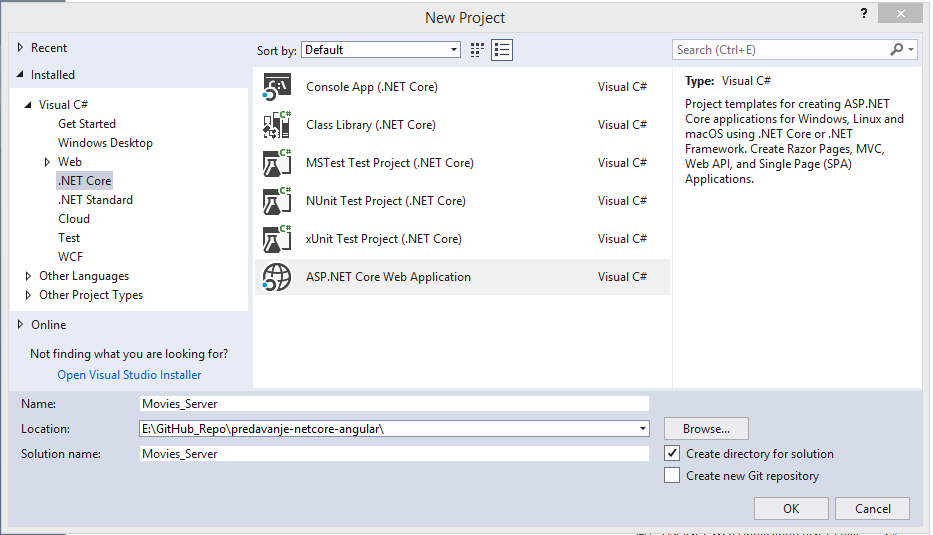 New Project
?
Recent
Installed
Visual C#
Get Started
Windows Desktop
Web
.NET Core
.NET Standard
Cloud
Test
WCF
Other Languages
Other Project Types
Online
Not finding what you are looking for?
Open Visual Studio Installer
Sort by: Default
Search (Ctrl+E)
Console App (.NET Core) Visual C#
Class Library (.NET Core) Visual C#
MSTest Test Project (.NET Core) Visual C#
NUnit Test Project (.NET Core) Visual C#
xUnit Test Project (.NET Core) Visual C#
ASP.NET Core Web Application Visual C#
Type: Visual C#
Project templates for creating ASP.NET
Core applications for Windows, Linux and
macOS using .NET Core or .NET
Framework. Create Razor Pages, MVC,
Web API, and Single Page (SPA)
Applications.
Name: Movies_Server
Location: E:\GitHub_Repo\predavanje-netcore-angular\
Browse...
Solution name: Movies_Server
Create directory for solution
Create new Git repository
OK Cancel